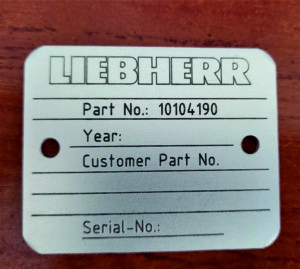 LIEBHERR
Part No.: 10104190
Year:
Customer Part No.
Serial-No.: